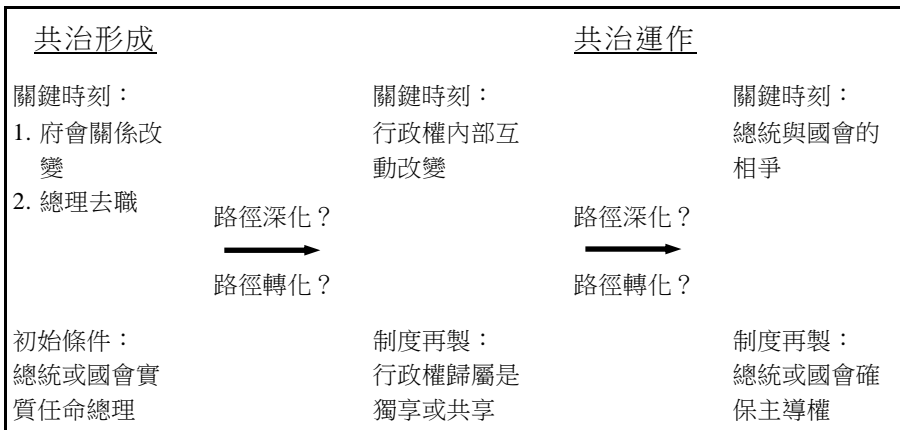 共治形成
共治運作
關鍵時刻：
1. 府會關係改
變
2. 總理去職
關鍵時刻：
行政權內部互
動改變
關鍵時刻：
總統與國會的
相爭
路徑深化？
路徑轉化？
路徑深化？
路徑轉化？
初始條件：
總統或國會實
質任命總理
制度再製：
行政權歸屬是
獨享或共享
制度再製：
總統或國會確
保主導權